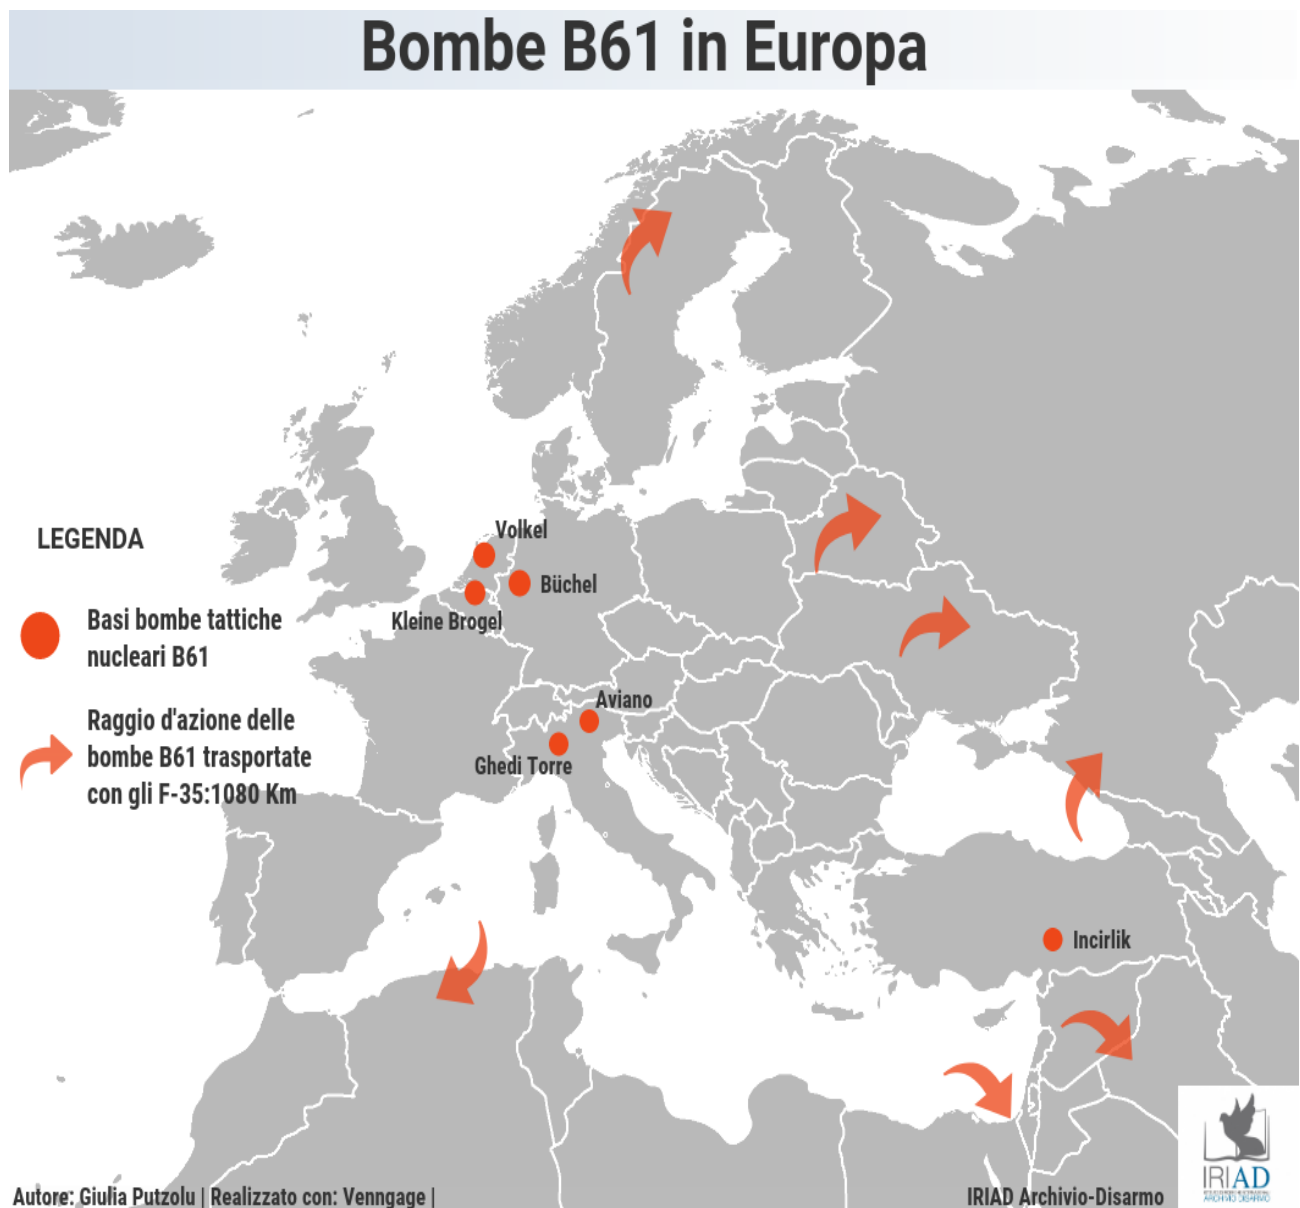 Bombe B61 in Europa
Volkel
Büchel
Kleine Brogel
LEGENDA
Basi bombe tattiche
nucleari B61
Raggio d'azione delle
bombe B61 trasportate
con gli F-35:1080 Km
Aviano
Ghedi Torre
Incirlik
IRIAD
ARCHIVIO DISARMO
Autore: Giulia Putzolu | Realizzato con: Venngage |
IRIAD Archivio-Disarmo